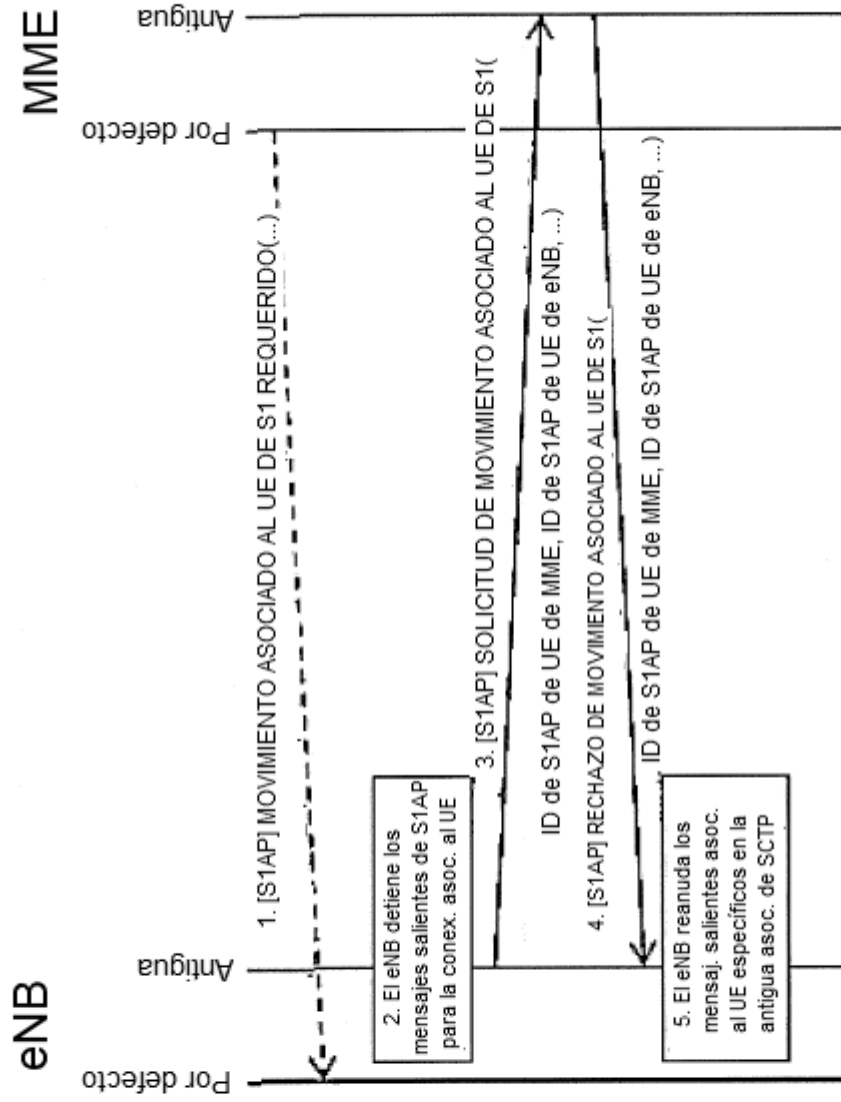 eNB
MME
Por defecto
Antigua
Por defecto
Antigua
1. [S1AP] MOVIMIENTO ASOCIADO AL UE DE S1 REQUERIDO(...)
2. El eNB detiene los
mensajes salientes de S1AP
para la conex. asoc. al UE
3. [S1AP] SOLICITUD DE MOVIMIENTO ASOCIADO AL UE DE S1(
ID de S1AP de UE de MME, ID de S1AP de UE de eNB, ...)
4. [S1AP] RECHAZO DE MOVIMIENTO ASOCIADO AL UE DE S1(
ID de S1AP de UE de MME, ID de S1AP de UE de eNB, ...)
5. El eNB reanuda los
mensaj. salientes asoc.
al UE específicos en la
antigua asoc. de SCTP